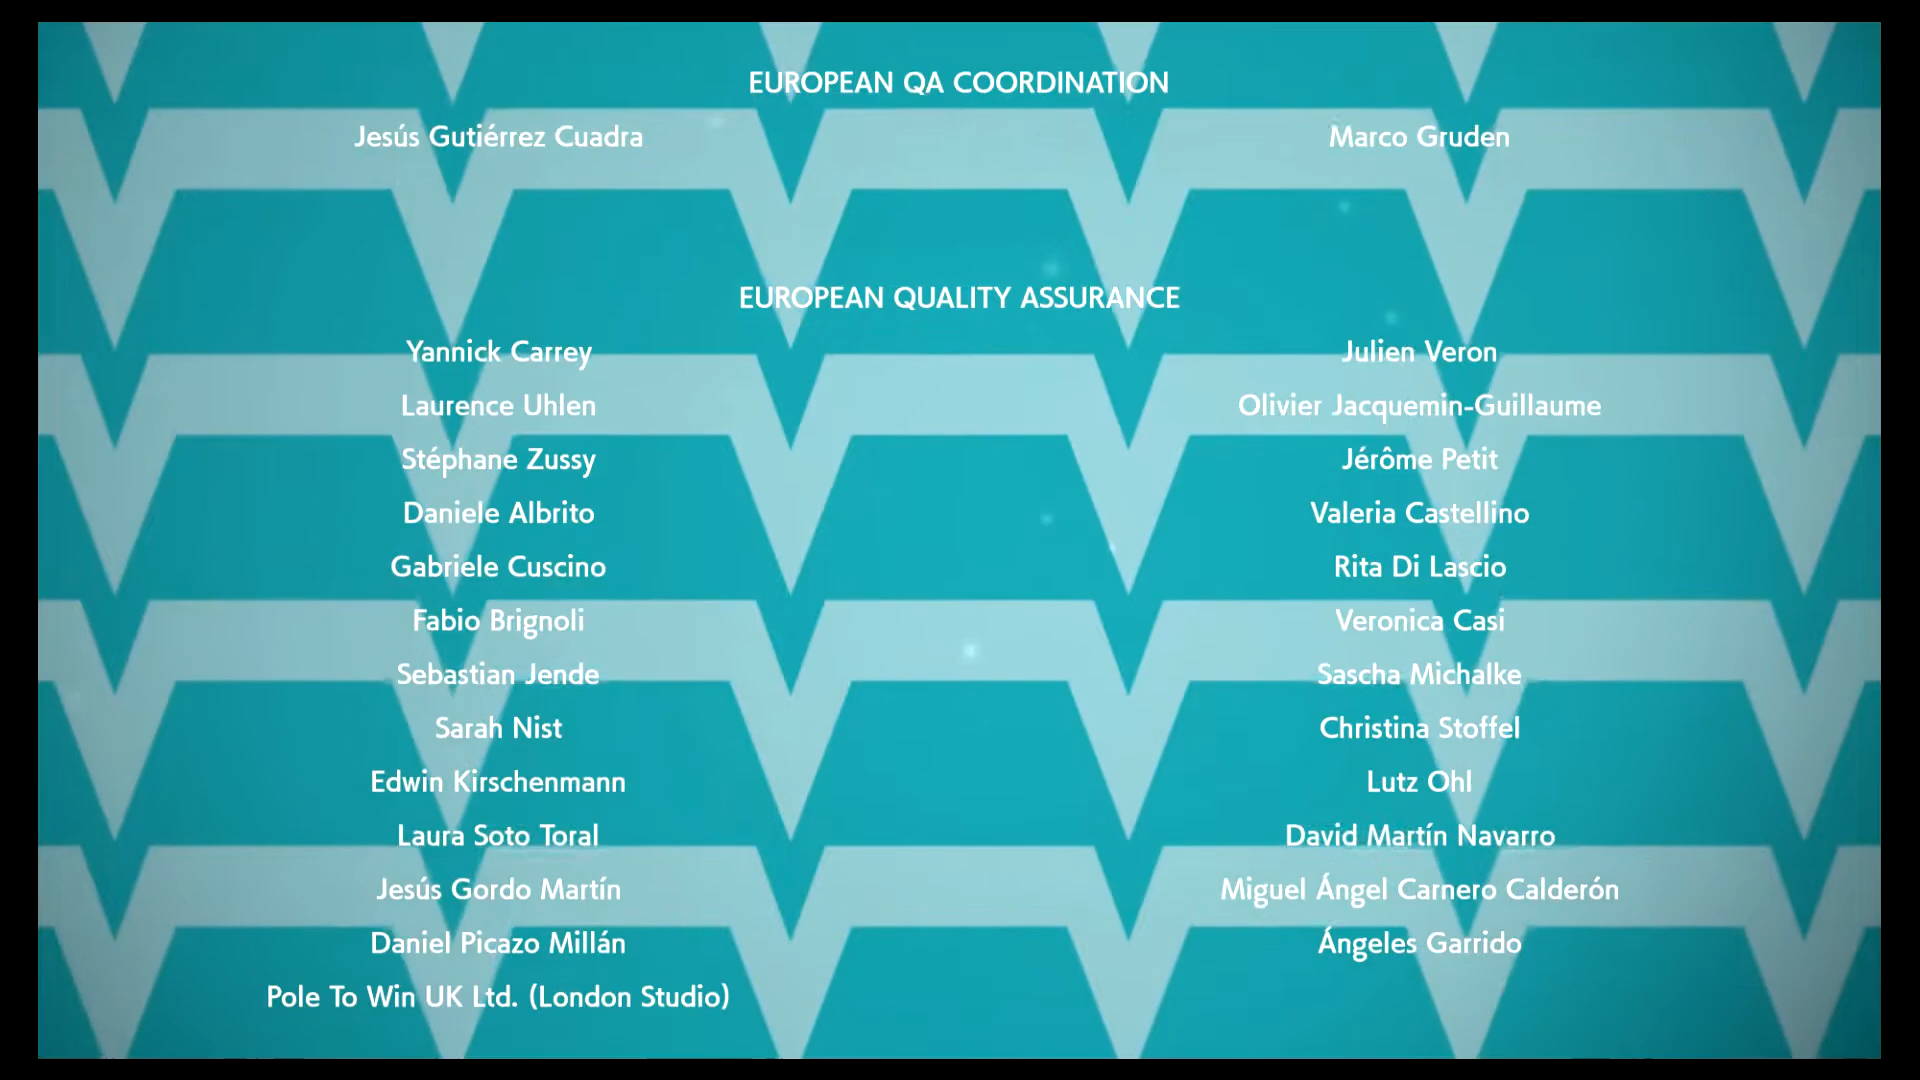 EUROPEAN QA COORDINATION
Jesús Gutiérrez Cuadra Marco Gruden
EUROPEAN QUALITY ASSURANCE
Yannick Carrey Julien Veron
Laurence Uhlen Olivier Jacquemin-Guillaume
Stéphane Zussy Jérôme Petit
Daniele Albrito Valeria Castellino
Gabriele Cuscino Rita Di Lascio
Fabio Brignoli Veronica Casi
Sebastian Jende Sascha Michalke
Sarah Nist Christina Stoffel
Edwin Kirschenmann Lutz Ohl
Laura Soto Toral David Martín Navarro
Jesús Gordo Martín Miguel Ángel Carnero Calderón
Daniel Picazo Millán Ángeles Garrido
Pole To Win UK Ltd. (London Studio)